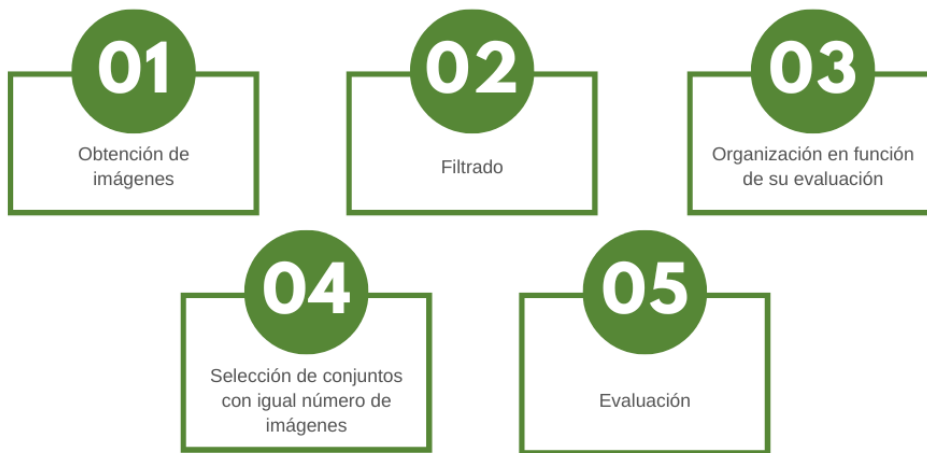 01
Obtención de
imágenes
02
Filtrado
03
Organización en función
de su evaluación
04
Selección de conjuntos
con igual número de
imágenes
05
Evaluación